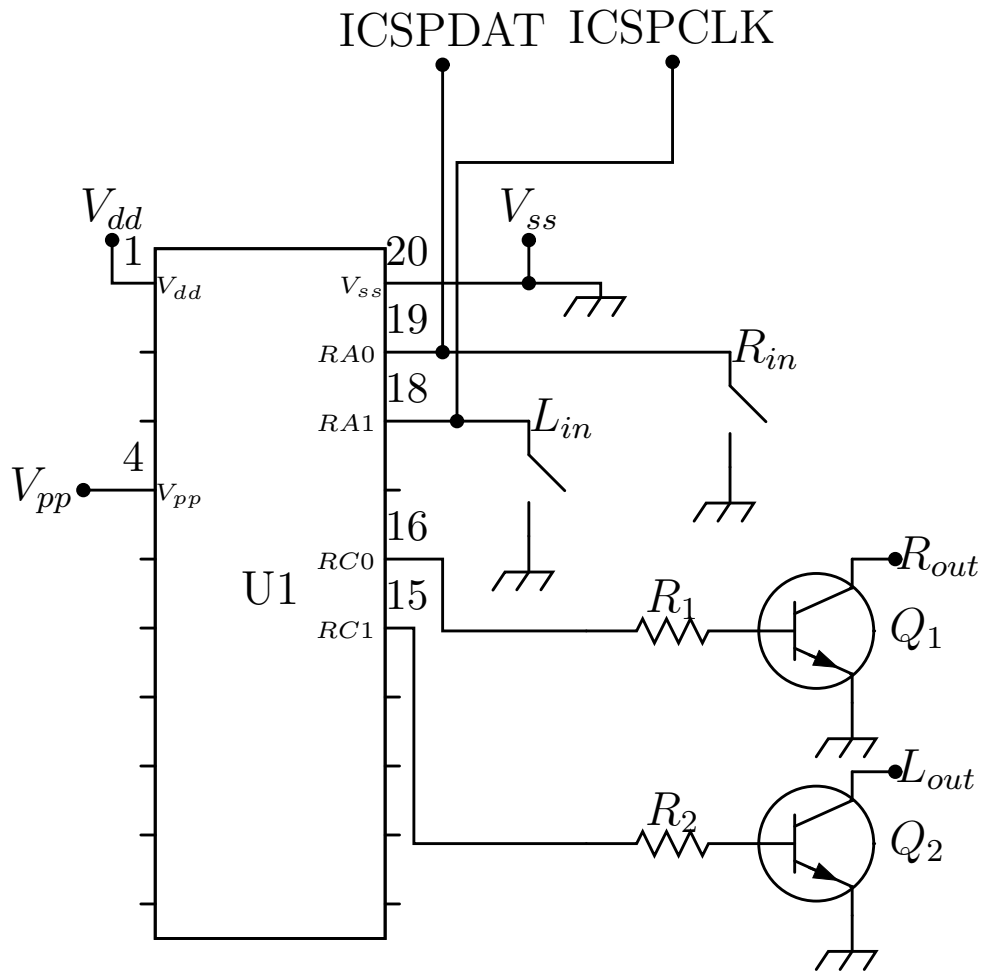 ICSPDAT ICSPCLK
V_dd V_ss
1 20
V_dd V_ss
19
RA0 R_in
18
RA1 L_in
4
V_pp V_pp
16
RC0 R_out
U1 15 R_1
RC1 Q_1
L_out
R_2
Q_2